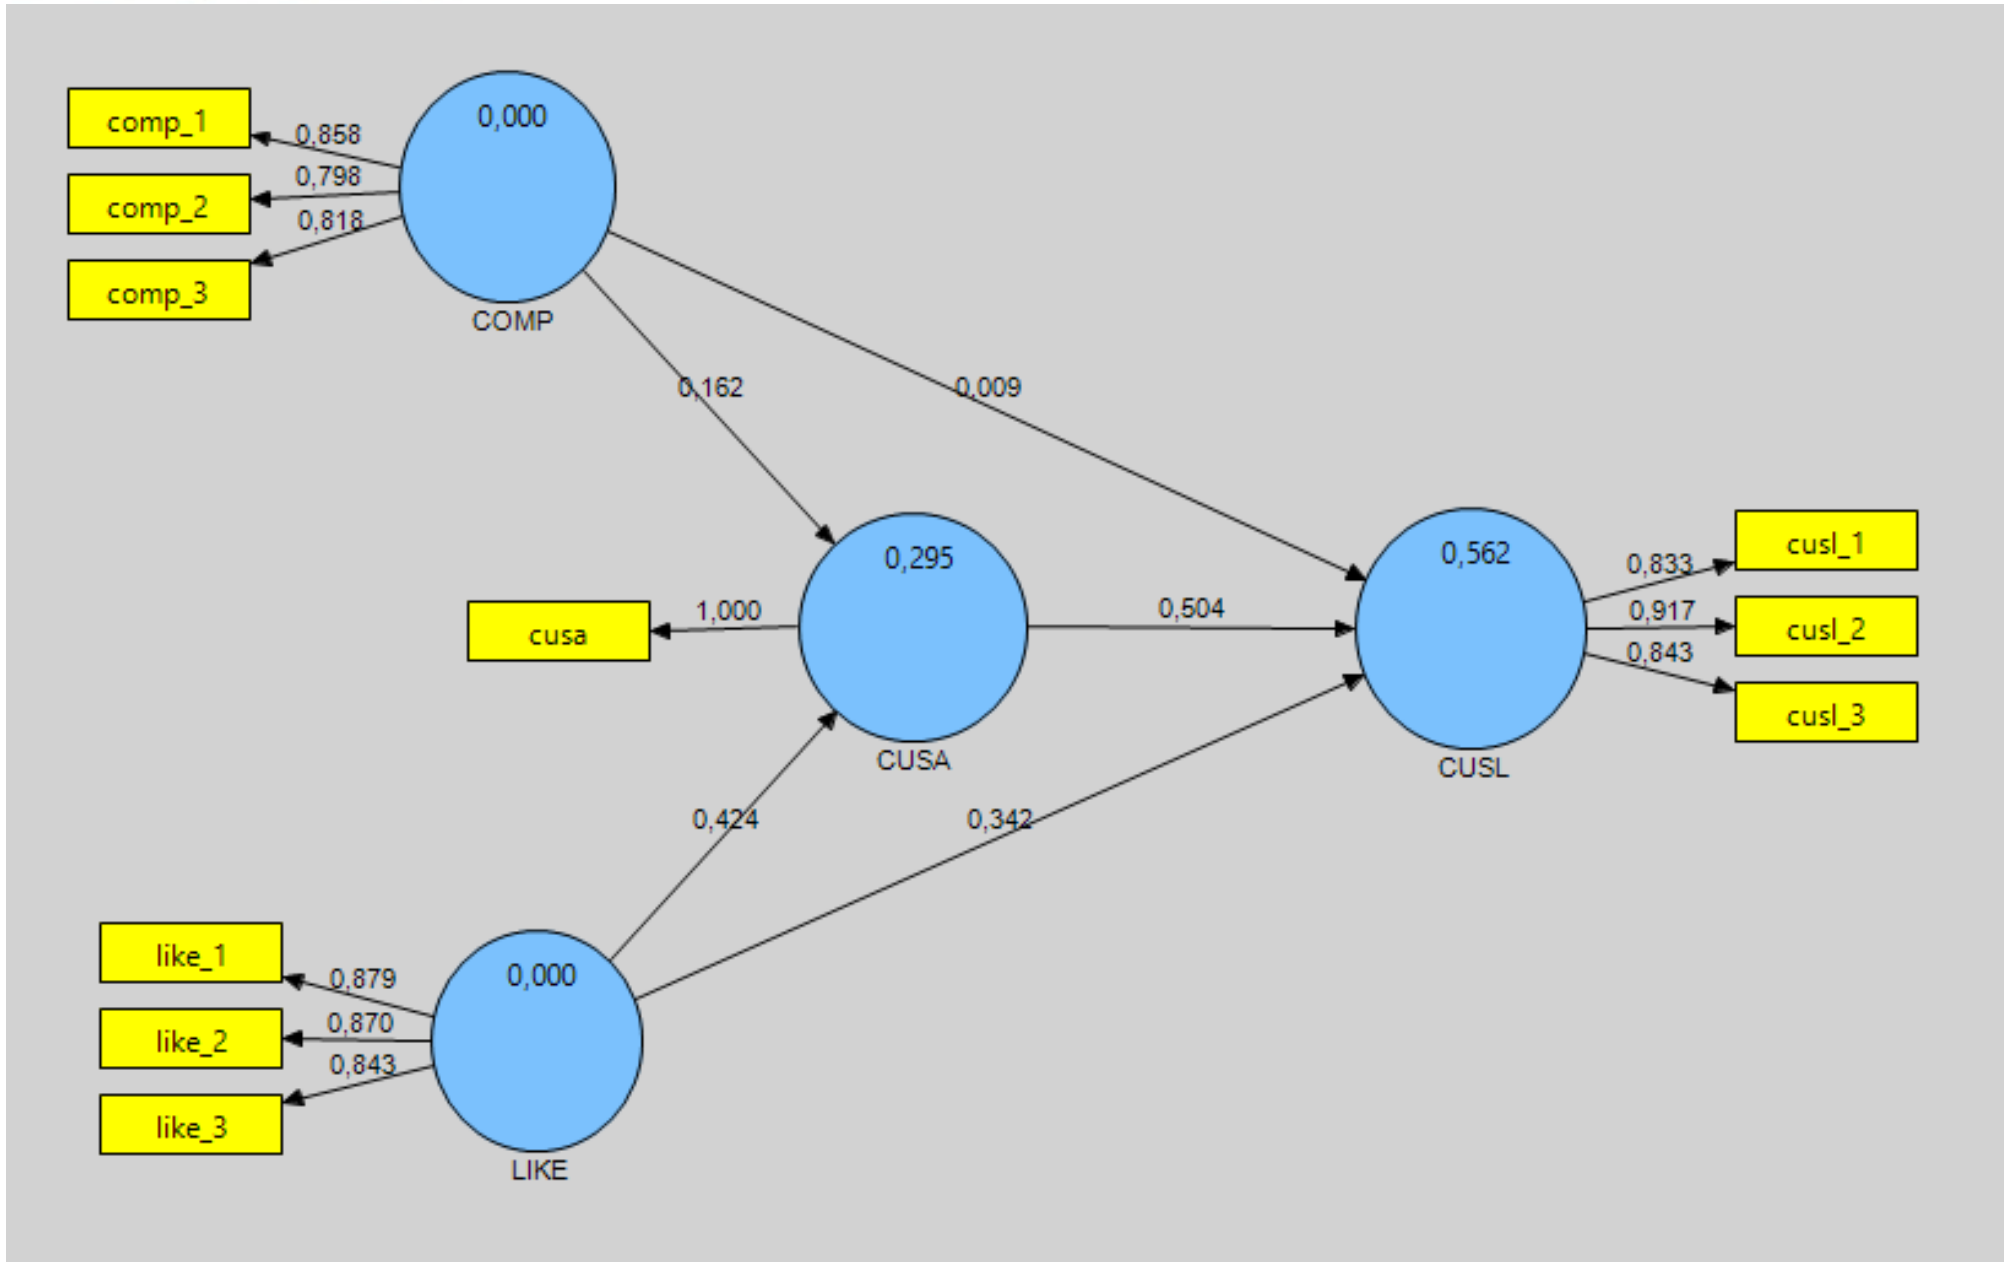 comp_1
0,858
0,000
comp_2
0,798
comp_3
0,818
COMP
0,162
0,009
cusa
1,000
0,295
CUSA
0,504
0,562
CUSL
0,833
cusl_1
0,917
cusl_2
0,843
cusl_3
0,424
0,342
like_1
0,879
0,000
like_2
0,870
like_3
0,843
LIKE